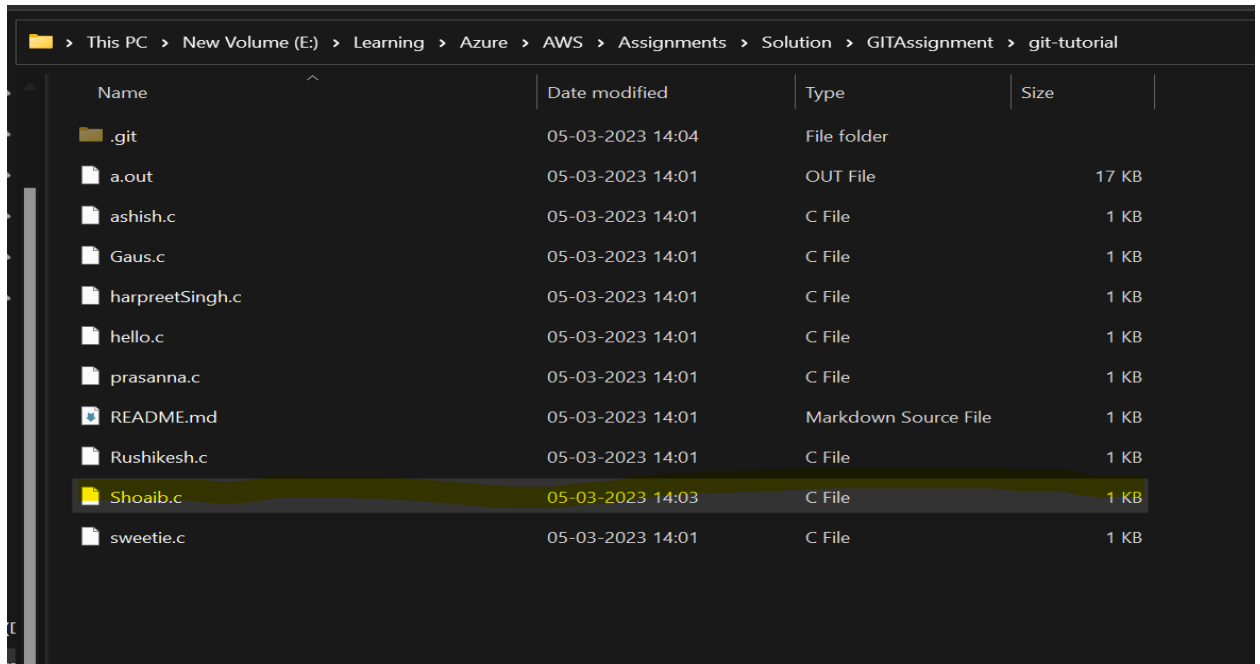 This PC > New Volume (E:) > Learning > Azure > AWS > Assignments > Solution > GITAssignment > git-tutorial
Name Date modified Type Size
.git 05-03-2023 14:04 File folder
a.out 05-03-2023 14:01 OUT File 17 KB
ashish.c 05-03-2023 14:01 C File 1 KB
Gaus.c 05-03-2023 14:01 C File 1 KB
harpreetSingh.c 05-03-2023 14:01 C File 1 KB
hello.c 05-03-2023 14:01 C File 1 KB
prasanna.c 05-03-2023 14:01 C File 1 KB
README.md 05-03-2023 14:01 Markdown Source File 1 KB
Rushikesh.c 05-03-2023 14:01 C File 1 KB
Shoaib.c 05-03-2023 14:03 C File 1 KB
sweetie.c 05-03-2023 14:01 C File 1 KB